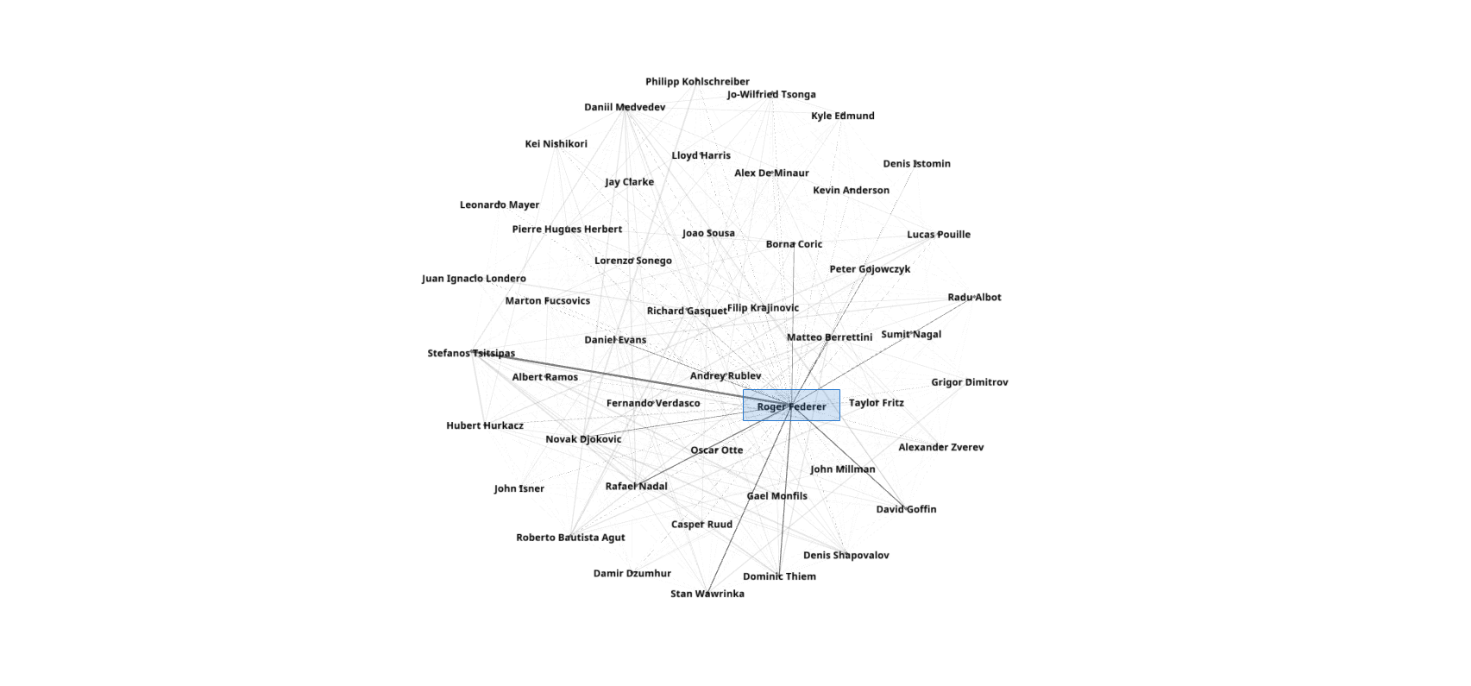 Philipp Kohlschreiber
Jo-Wilfried Tsonga
Daniil Medvedev
Kyle Edmund
Kei Nishikori
Lloyd Harris
Denis Istomin
Alex De Minaur
Jay Clarke
Kevin Anderson
Leonardo Mayer
Pierre Hugues Herbert
Joao Sousa
Lucas Pouille
Borna Coric
Lorenzo Sonego
Peter Gojowczyk
Juan Ignacio Londero
Radu Albot
Marton Fucsovics
Richard Gasquet
Filip Krajinovic
Sumit Nagal
Matteo Berrettini
Daniel Evans
Stefanos Tsitsipas
Albert Ramos
Andrey Rublev
Grigor Dimitrov
Fernando Verdasco
Roger Federer
Taylor Fritz
Hubert Hurkacz
Novak Djokovic
Alexander Zverev
Oscar Otte
John Millman
John Isner
Rafael Nadal
Gael Monfils
David Goffin
Casper Ruud
Roberto Bautista Agut
Denis Shapovalov
Damir Dzumhur
Dominic Thiem
Stan Wawrinka